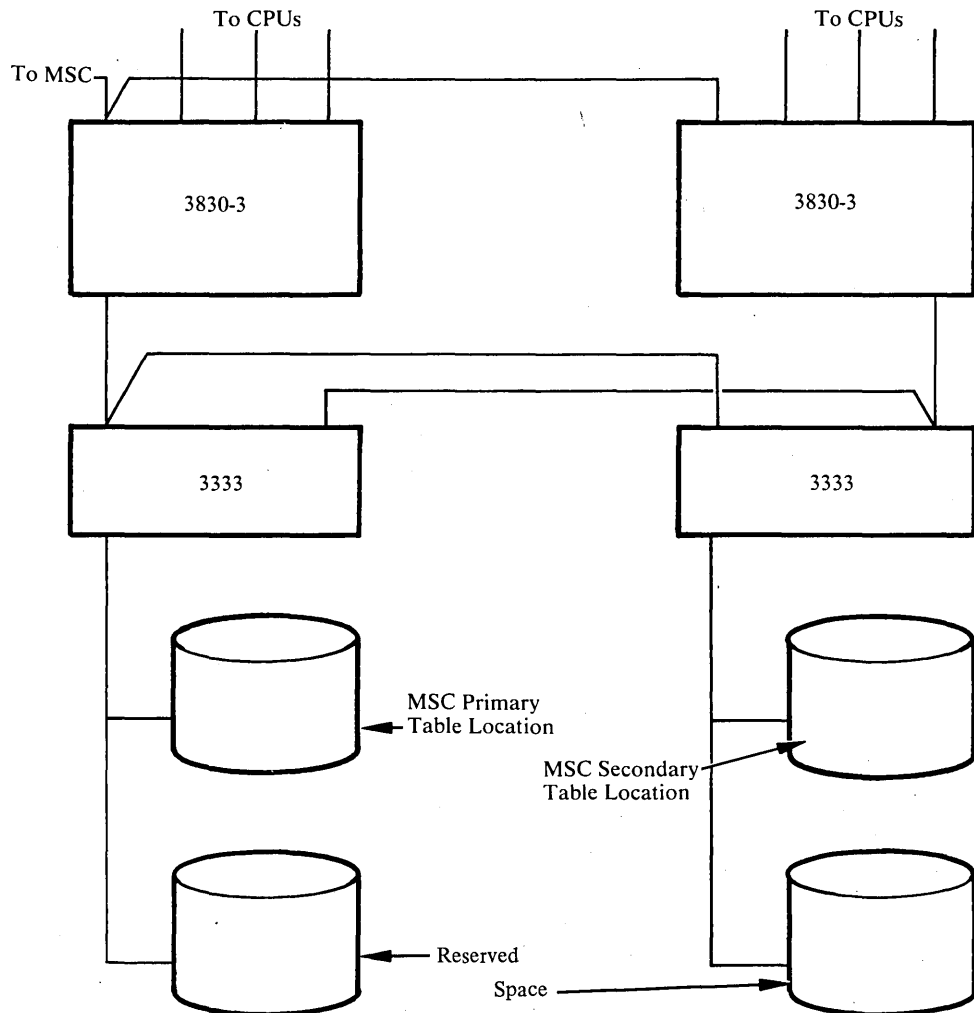 To CPUs
To CPUs
To MSC
3830-3
3830-3
3333
3333
MSC Primary
Table Location
MSC Secondary
Table Location
Reserved
Space